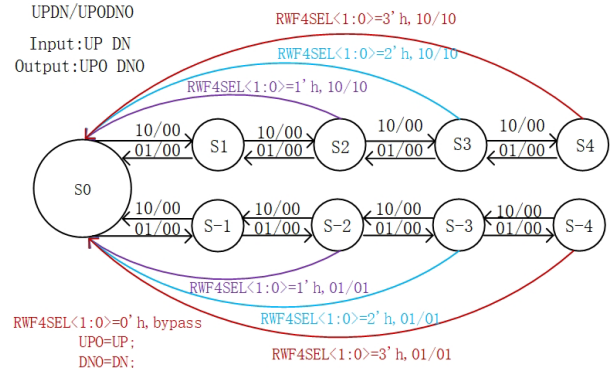 UPDN/UPODNO
Input:UP DN
Output:UPO DNO
RWF4SEL<1:0>=3'h, 10/10
RWF4SEL<1:0>=2'h, 10/10
RWF4SEL<1:0>=1'h, 10/10
10/00 10/00 10/00 10/00
S0 S1 S2 S3 S4
01/00 01/00 01/00 01/00
10/00 10/00 10/00 10/00
S-1 S-2 S-3 S-4
01/00 01/00 01/00 01/00
RWF4SEL<1:0>=1'h, 01/01
RWF4SEL<1:0>=2'h, 01/01
RWF4SEL<1:0>=3'h, 01/01
RWF4SEL<1:0>=0'h, bypass
UPO=UP;
DNO=DN;